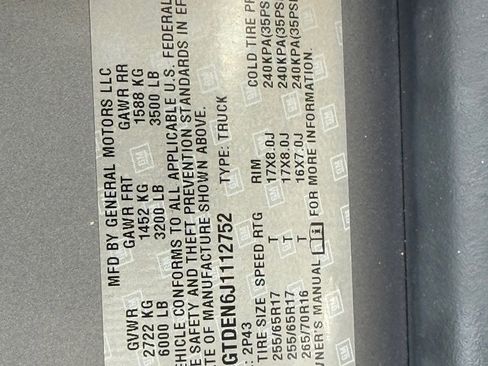 MFD BY GENERAL MOTORS LLC
GVWR GAWR FRT GAWR RR
2722 KG 1452 KG 1588 KG
6000 LB 3200 LB 3500 LB
VEHICLE CONFORMS TO ALL APPLICABLE U.S. FEDERAL
SAFETY AND THEFT PREVENTION STANDARDS IN EF
DATE OF MANUFACTURE SHOWN ABOVE.
GTDEN6J1112752 TYPE: TRUCK
: 2P43
TIRE SIZE SPEED RTG RIM COLD TIRE PR
255/65R17 T 17X8.0J 240KPA(35PS
255/65R17 T 17X8.0J 240KPA(35PS
265/70R16 T 16X7.0J 240KPA(35PS
NER'S MANUAL FOR MORE INFORMATION.
GM